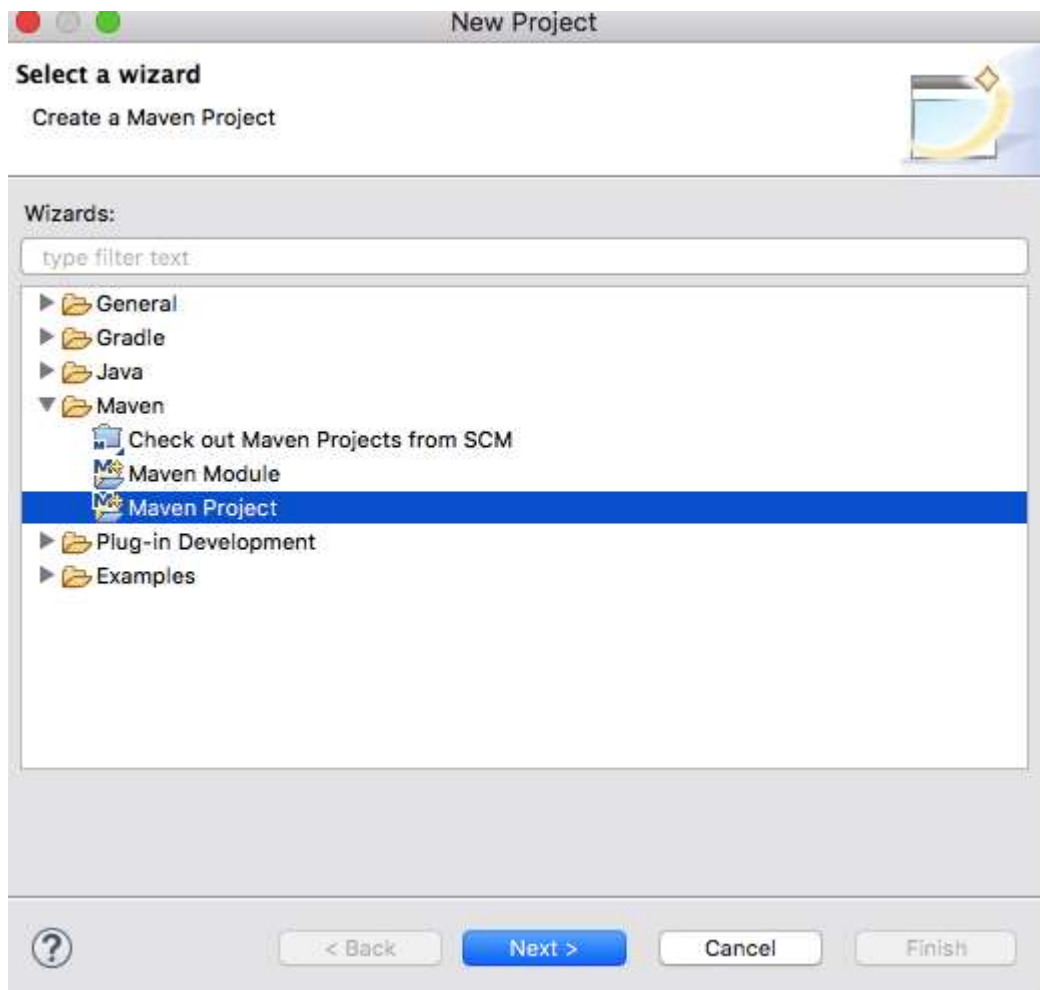 New Project
Select a wizard
Create a Maven Project
Wizards:
type filter text
General
Gradle
Java
Maven
Check out Maven Projects from SCM
Maven Module
Maven Project
Plug-in Development
Examples
? < Back Next > Cancel Finish